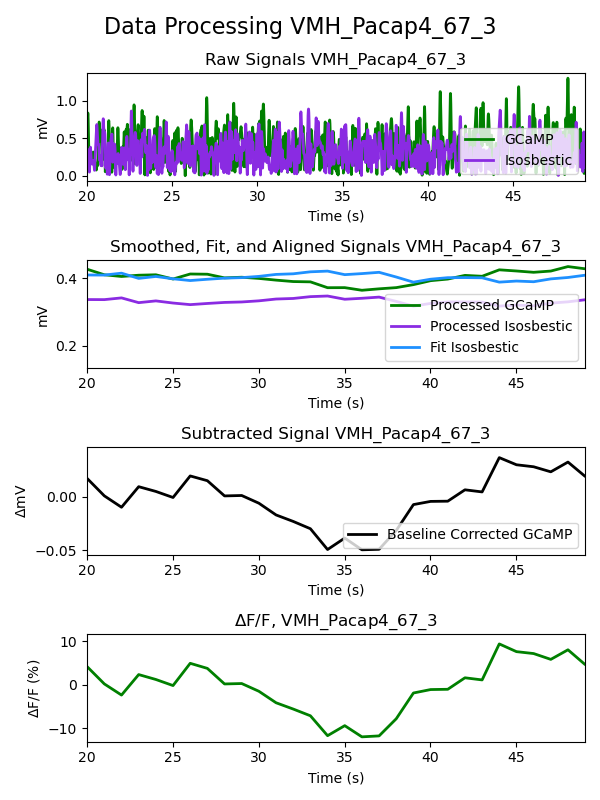 Data Processing VMH_Pacap4_67_3
Raw Signals VMH_Pacap4_67_3
1.0
0.5
0.0
mV
GCaMP
Isosbestic
20 25 30 35 40 45
Time (s)
Smoothed, Fit, and Aligned Signals VMH_Pacap4_67_3
0.4
0.2
mV
Processed GCaMP
Processed Isosbestic
Fit Isosbestic
20 25 30 35 40 45
Time (s)
Subtracted Signal VMH_Pacap4_67_3
0.00
−0.05
ΔmV
Baseline Corrected GCaMP
20 25 30 35 40 45
Time (s)
ΔF/F, VMH_Pacap4_67_3
10
0
−10
ΔF/F (%)
20 25 30 35 40 45
Time (s)